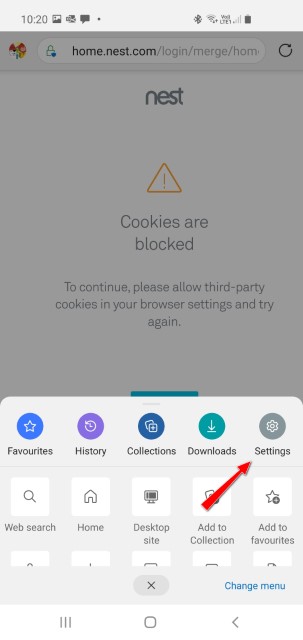 10:20
Vo) LTE1
home.nest.com/login/merge/hom
nest
Cookies are
blocked
To continue, please allow third-party
cookies in your browser settings and try
again.
Favourites History Collections Downloads Settings
Web search Home Desktop site Add to Collection Add to favourites
Change menu